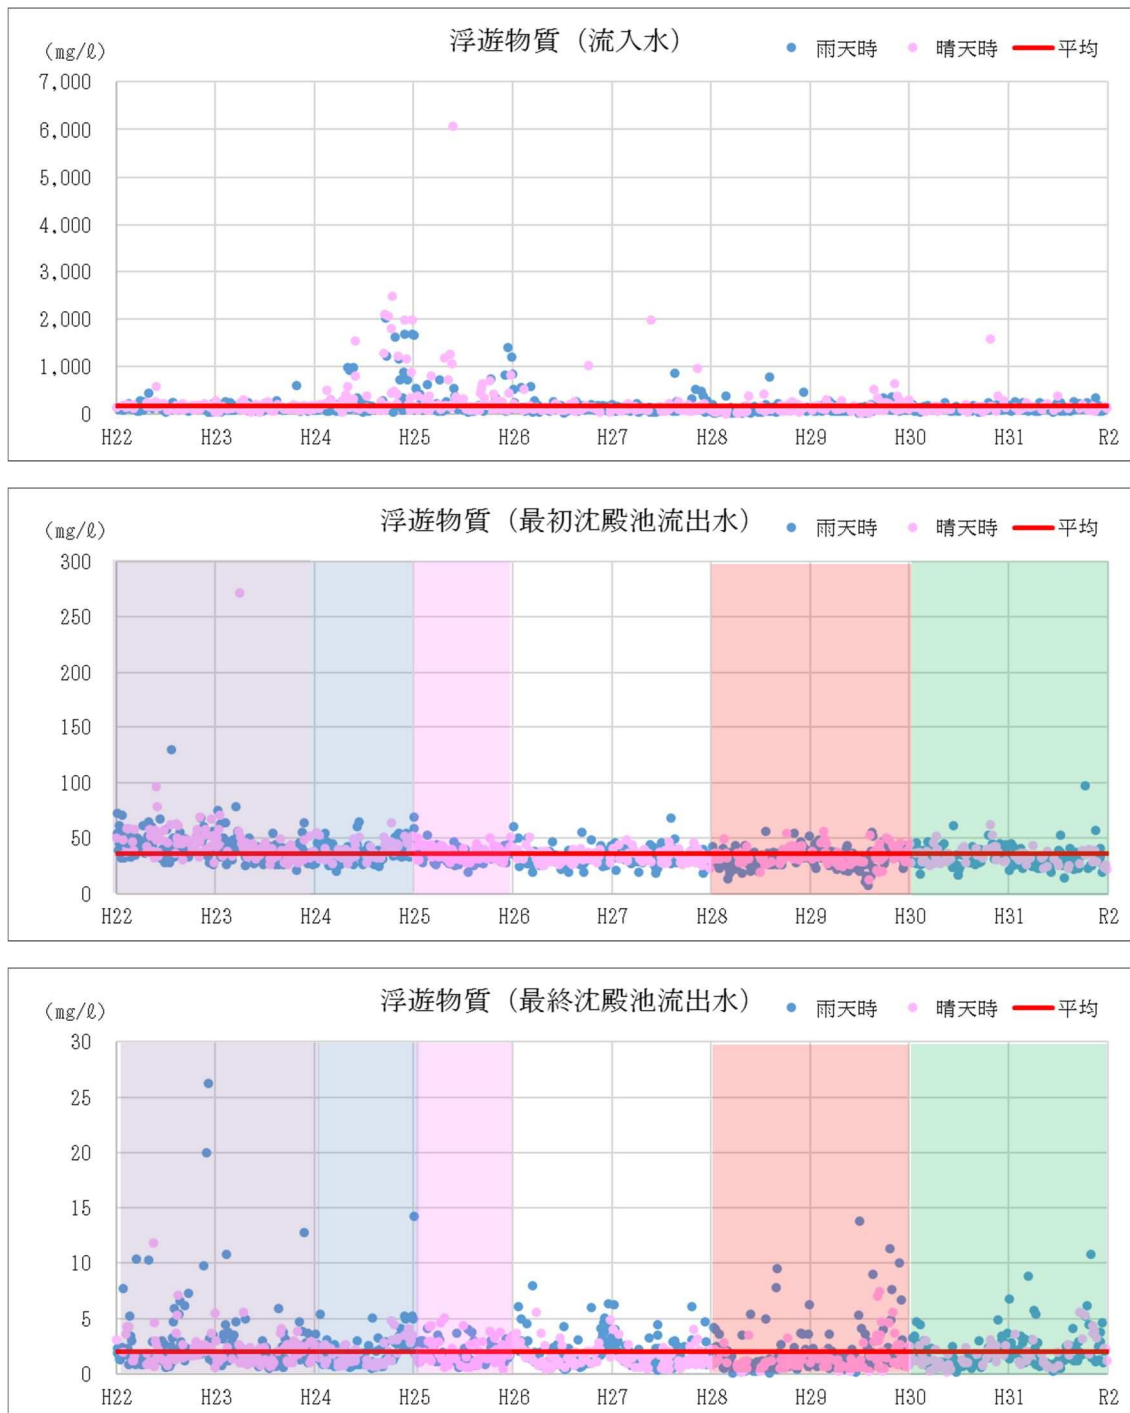 浮遊物質（流入水）
(mg/ℓ)
雨天時 晴天時 平均
7,000
6,000
5,000
4,000
3,000
2,000
1,000
0
H22 H23 H24 H25 H26 H27 H28 H29 H30 H31 R2
浮遊物質（最初沈殿池流出水）
(mg/ℓ)
雨天時 晴天時 平均
300
250
200
150
100
50
0
H22 H23 H24 H25 H26 H27 H28 H29 H30 H31 R2
浮遊物質（最終沈殿池流出水）
(mg/ℓ)
雨天時 晴天時 平均
30
25
20
15
10
5
0
H22 H23 H24 H25 H26 H27 H28 H29 H30 H31 R2